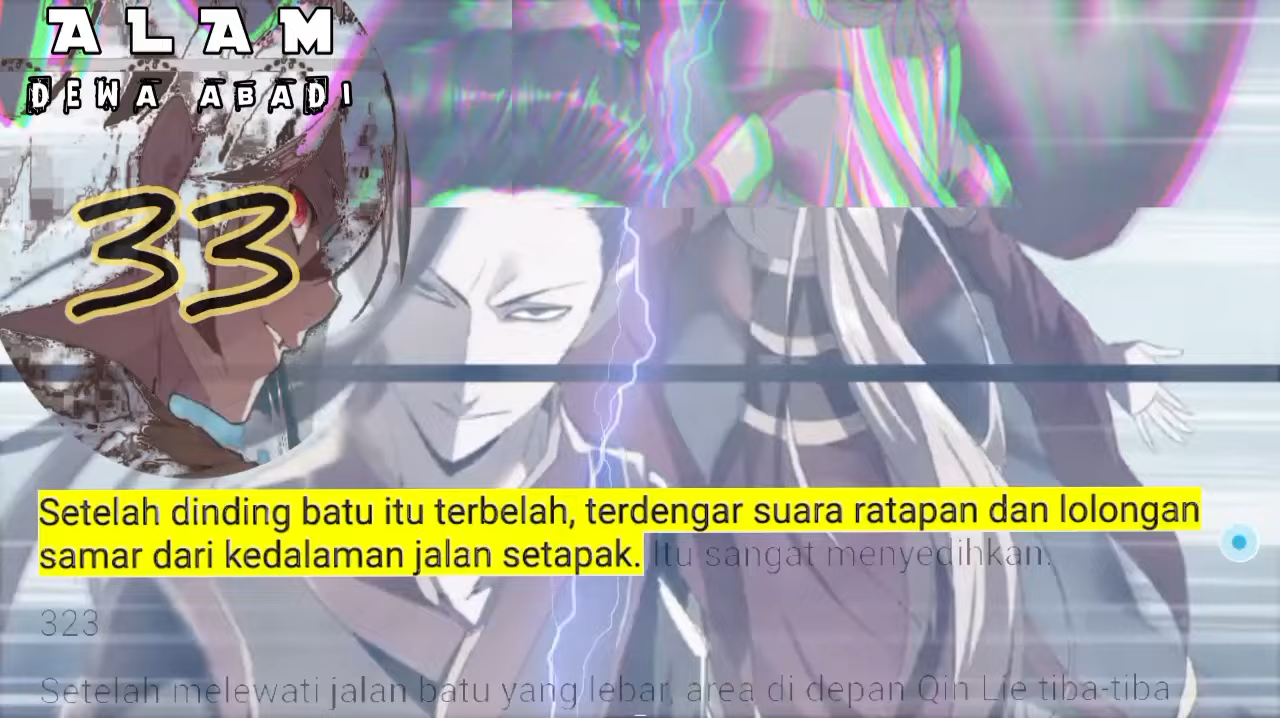 ALAM
DEWA ABADI
33
Setelah dinding batu itu terbelah, terdengar suara ratapan dan lolongan
samar dari kedalaman jalan setapak. Itu sangat menyedihkan.
323
Setelah melewati jalan batu yang lebar, area di depan Qin Lie tiba-tiba